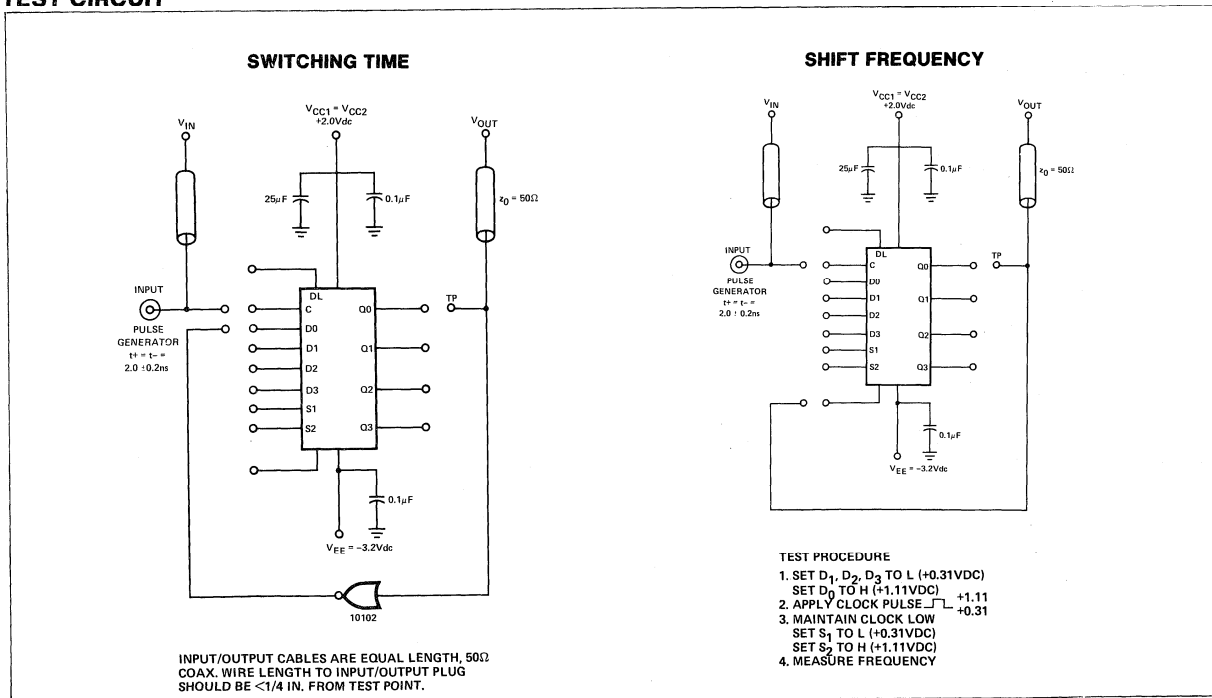 TEST CIRCUIT
SWITCHING TIME
VCC1 = VCC2
+2.0Vdc
VIN
VOUT
25μF
0.1μF
z0 = 50Ω
INPUT
PULSE
GENERATOR
t+ = t– =
2.0 ±0.2ns
DL
C
D0
D1
D2
D3
S1
S2
Q0
Q1
Q2
Q3
TP
0.1μF
VEE = –3.2Vdc
10102
INPUT/OUTPUT CABLES ARE EQUAL LENGTH, 50Ω
COAX. WIRE LENGTH TO INPUT/OUTPUT PLUG
SHOULD BE <1/4 IN. FROM TEST POINT.
SHIFT FREQUENCY
VCC1 = VCC2
+2.0Vdc
VIN
VOUT
25μF
0.1μF
z0 = 50Ω
INPUT
PULSE
GENERATOR
t+ = t– =
2.0 ± 0.2ns
DL
C
D0
D1
D2
D3
S1
S2
Q0
Q1
Q2
Q3
TP
0.1μF
VEE = –3.2Vdc
TEST PROCEDURE
1. SET D1, D2, D3 TO L (+0.31VDC)
SET D0 TO H (+1.11VDC)
2. APPLY CLOCK PULSE +1.11
+0.31
3. MAINTAIN CLOCK LOW
SET S1 TO L (+0.31VDC)
SET S2 TO H (+1.11VDC)
4. MEASURE FREQUENCY